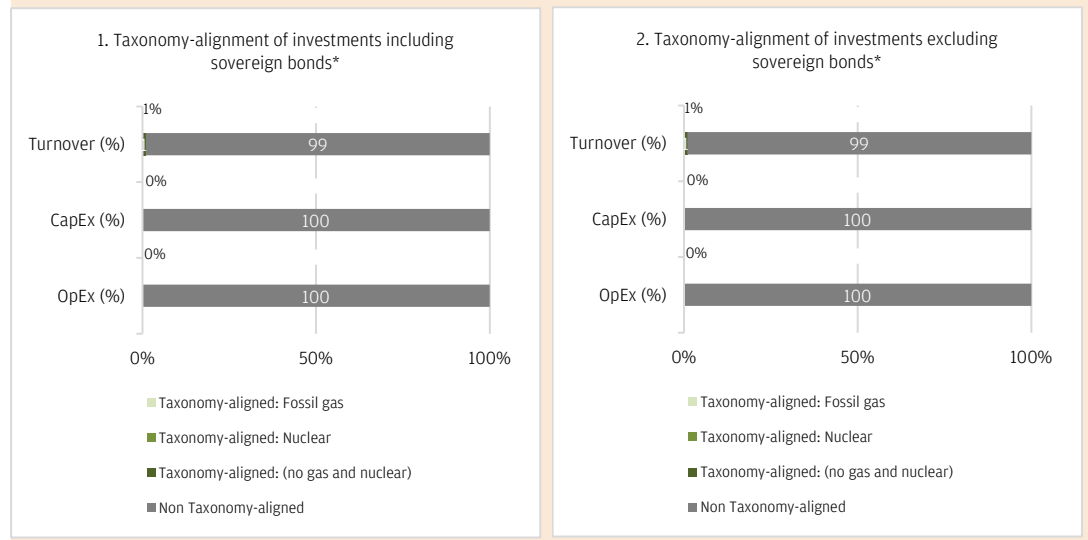 1. Taxonomy-alignment of investments including
sovereign bonds*
1%
Turnover (%)
99
0%
CapEx (%)
100
0%
OpEx (%)
100
0%
50%
100%
Taxonomy-aligned: Fossil gas
Taxonomy-aligned: Nuclear
Taxonomy-aligned: (no gas and nuclear)
Non Taxonomy-aligned
2. Taxonomy-alignment of investments excluding
sovereign bonds*
1%
Turnover (%)
99
0%
CapEx (%)
100
0%
OpEx (%)
100
0%
50%
100%
Taxonomy-aligned: Fossil gas
Taxonomy-aligned: Nuclear
Taxonomy-aligned: (no gas and nuclear)
Non Taxonomy-aligned